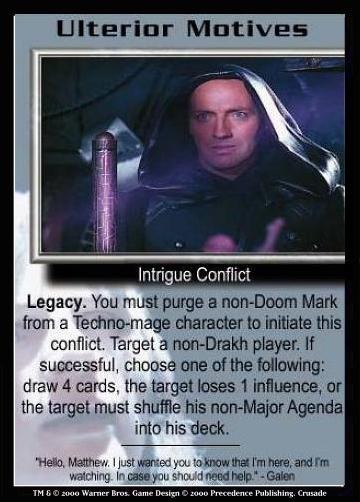 Ulterior Motives
Intrigue Conflict
Legacy. You must purge a non-Doom Mark
from a Techno-mage character to initiate this
conflict. Target a non-Drakh player. If
successful, choose one of the following:
draw 4 cards, the target loses 1 influence, or
the target must shuffle his non-Major Agenda
into his deck.
"Hello, Matthew. I just wanted you to know that I'm here, and I'm
watching. In case you should need help." - Galen
TM & © 2000 Warner Bros. Game Design © 2000 Precedence Publishing. Crusade